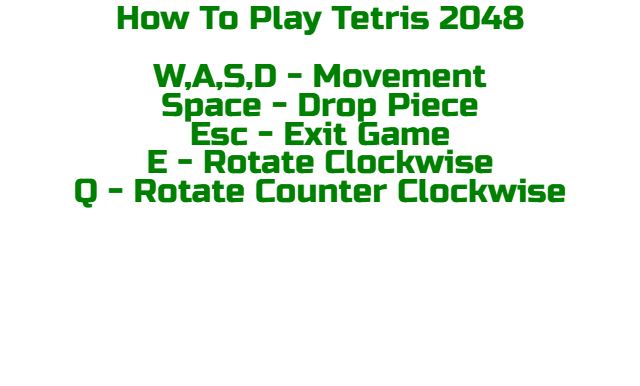 How To Play Tetris 2048
W,A,S,D - Movement
Space - Drop Piece
Esc - Exit Game
E - Rotate Clockwise
Q - Rotate Counter Clockwise